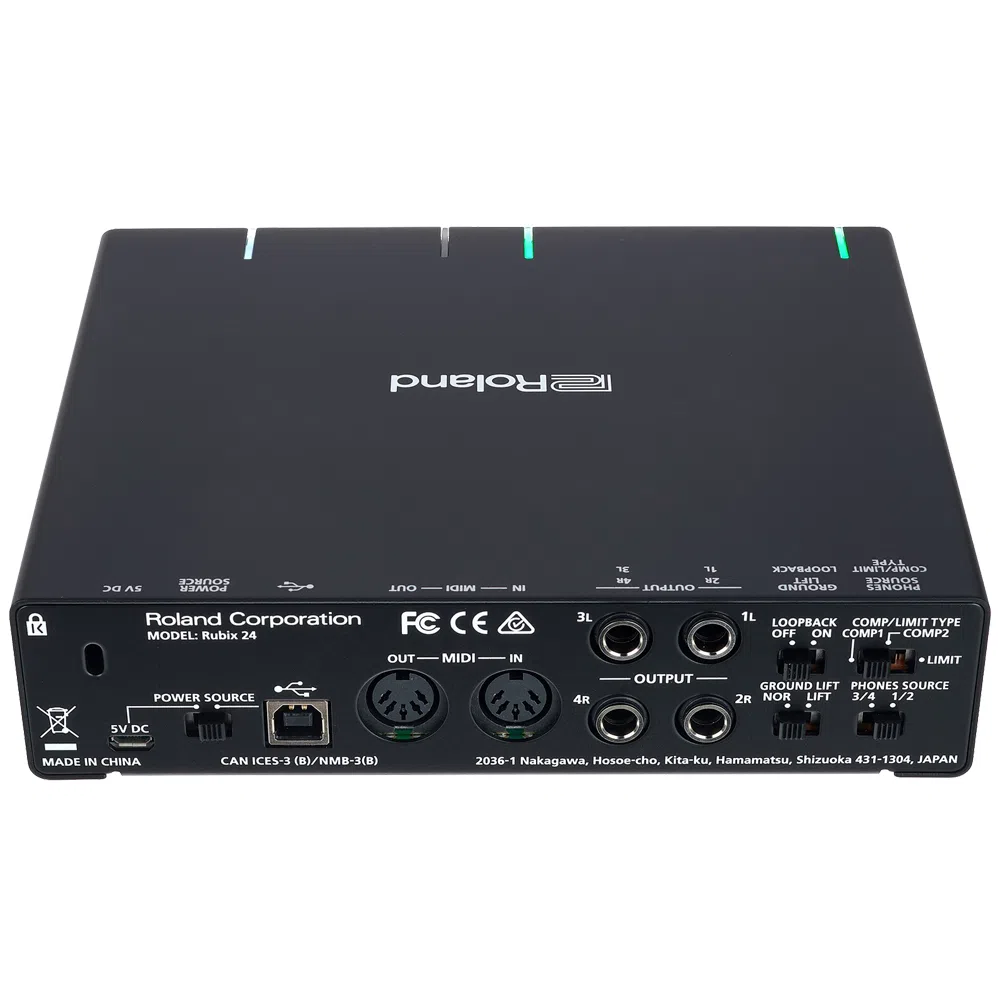 Roland
5V DC
POWER
SOURCE
OUT — MIDI — IN
3L 1L
4R 2R
OUTPUT
LOOPBACK
GROUND
LIFT
COMP/LIMIT
TYPE
PHONES
SOURCE
Roland Corporation
MODEL: Rubix 24
FC CE
OUT — MIDI — IN
3L 1L
OUTPUT
4R 2R
LOOPBACK
OFF ON
COMP/LIMIT TYPE
COMP1 COMP2
LIMIT
GROUND LIFT
NOR LIFT
PHONES SOURCE
3/4 1/2
POWER SOURCE
5V DC
K
MADE IN CHINA
CAN ICES-3 (B)/NMB-3(B)
2036-1 Nakagawa, Hosoe-cho, Kita-ku, Hamamatsu, Shizuoka 431-1304, JAPAN